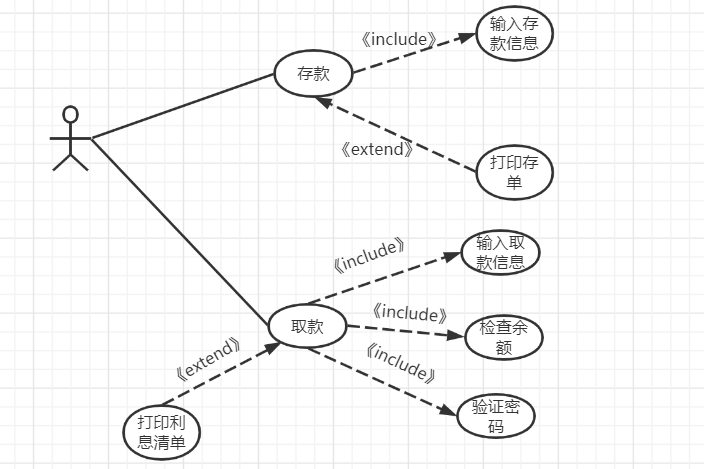 输入存
款信息
《include》
存款
《extend》
打印存
单
输入取
款信息
《include》
《include》
取款
检查余
额
《extend》
《include》
验证密
码
打印利
息清单